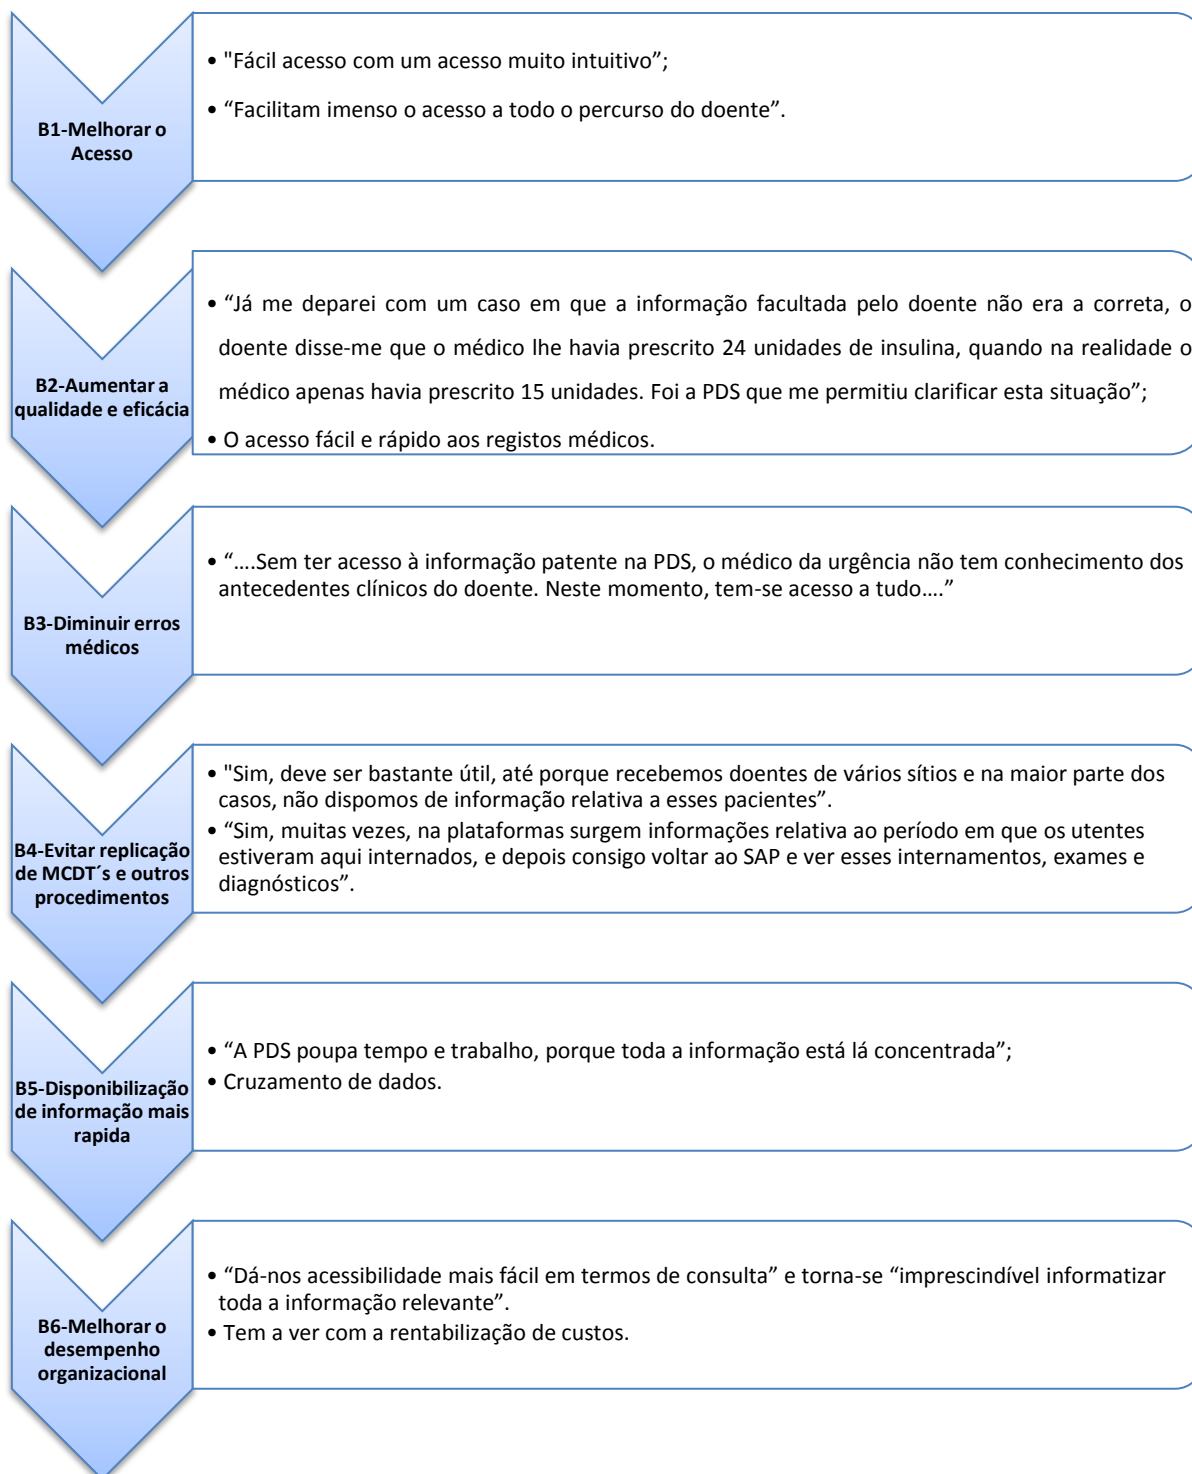 B1-Melhorar o
Acesso
• "Fácil acesso com um acesso muito intuitivo”;
• “Facilitam imenso o acesso a todo o percurso do doente”.
B2-Aumentar a
qualidade e eficácia
• “Já me deparei com um caso em que a informação facultada pelo doente não era a correta, o
doente disse-me que o médico lhe havia prescrito 24 unidades de insulina, quando na realidade o
médico apenas havia prescrito 15 unidades. Foi a PDS que me permitiu clarificar esta situação”;
• O acesso fácil e rápido aos registos médicos.
B3-Diminuir erros
médicos
• “....Sem ter acesso à informação patente na PDS, o médico da urgência não tem conhecimento dos
antecedentes clínicos do doente. Neste momento, tem-se acesso a tudo....”
B4-Evitar replicação
de MCDT´s e outros
procedimentos
• "Sim, deve ser bastante útil, até porque recebemos doentes de vários sítios e na maior parte dos
casos, não dispomos de informação relativa a esses pacientes”.
• “Sim, muitas vezes, na plataformas surgem informações relativa ao período em que os utentes
estiveram aqui internados, e depois consigo voltar ao SAP e ver esses internamentos, exames e
diagnósticos”.
B5-Disponibilização
de informação mais
rapida
• “A PDS poupa tempo e trabalho, porque toda a informação está lá concentrada”;
• Cruzamento de dados.
B6-Melhorar o
desempenho
organizacional
• “Dá-nos acessibilidade mais fácil em termos de consulta” e torna-se “imprescindível informatizar
toda a informação relevante”.
• Tem a ver com a rentabilização de custos.